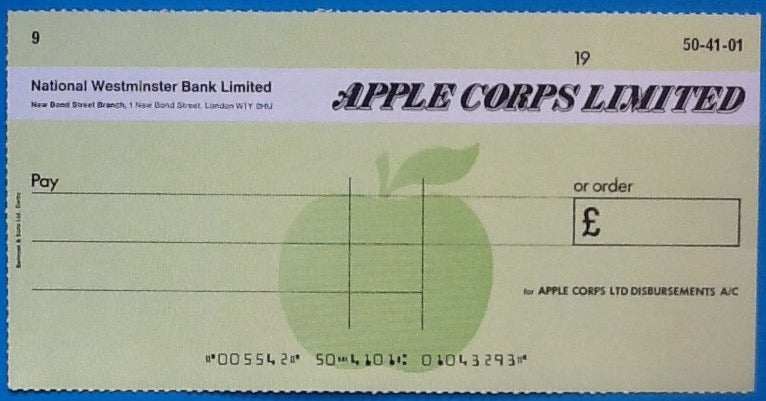 9
19
50-41-01
National Westminster Bank Limited
APPLE CORPS LIMITED
New Bond Street Branch, 1 New Bond Street, London W1Y 0HU
Pay
or order
£
for APPLE CORPS LTD DISBURSEMENTS A/C
⑈005542⑈ 50⑉4101⑆ 01043293⑈